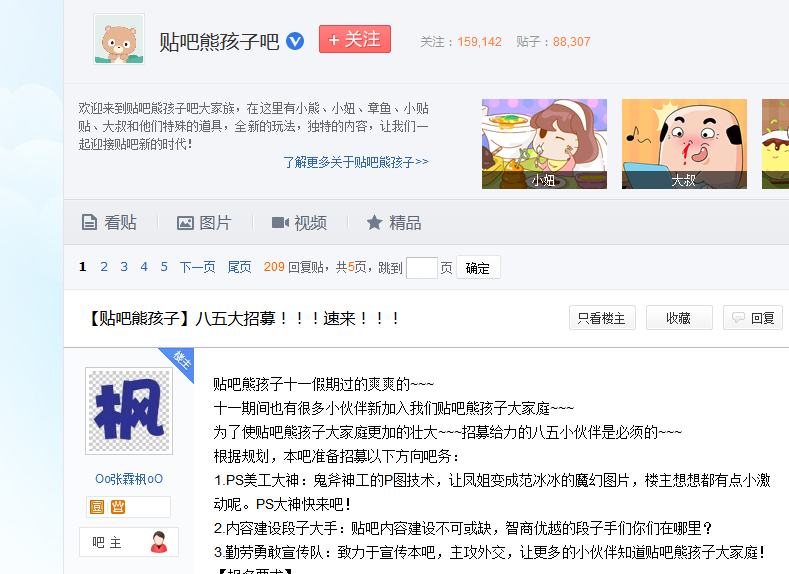 贴吧熊孩子吧
+ 关注
关注：159,142 贴子：88,307
欢迎来到贴吧熊孩子吧大家族，在这里有小熊、小妞、章鱼、小贴
贴、大叔和他们特殊的道具，全新的玩法，独特的内容，让我们一
起迎接贴吧新的时代！
了解更多关于贴吧熊孩子>>
小妞
大叔
看贴 图片 视频 精品
1 2 3 4 5 下一页 尾页 209 回复贴，共5页，跳到 页 确定
【贴吧熊孩子】八五大招募！！！速来！！！
只看楼主 收藏 回复
楼主
枫
Oo张霖枫oO
吧 主
贴吧熊孩子十一假期过的爽爽的~~~
十一期间也有很多小伙伴新加入我们贴吧熊孩子大家庭~~~
为了使贴吧熊孩子大家庭更加的壮大~~~招募给力的八五小伙伴是必须的~~~
根据规划，本吧准备招募以下方向吧务：
1.PS美工大神：鬼斧神工的P图技术，让凤姐变成范冰冰的魔幻图片，楼主想想都有点小激
动呢。PS大神快来吧！
2.内容建设段子大手：贴吧内容建设不可或缺，智商优越的段子手们你们在哪里？
3.勤劳勇敢宣传队：致力于宣传本吧，主攻外交，让更多的小伙伴知道贴吧熊孩子大家庭！